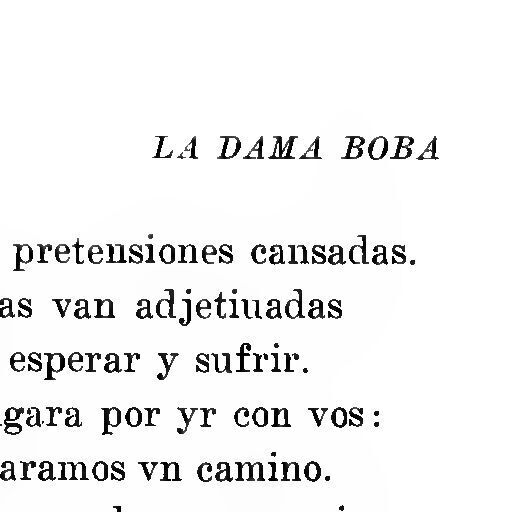 LA DAMA BOBA
pretensiones cansadas.
as van adjetiuadas
esperar y sufrir.
gara por yr con vos:
aramos vn camino.